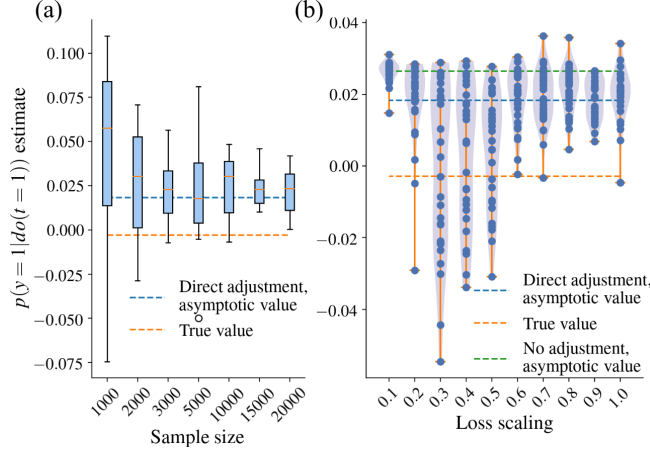 (a)
p(y = 1|do(t = 1)) estimate
0.100
0.075
0.050
0.025
0.000
−0.025
−0.050
−0.075
Direct adjustment,
asymptotic value
True value
1000
2000
3000
5000
10000
15000
20000
Sample size
(b)
0.04
0.02
0.00
−0.02
−0.04
Direct adjustment,
asymptotic value
True value
No adjustment,
asymptotic value
0.1
0.2
0.3
0.4
0.5
0.6
0.7
0.8
0.9
1.0
Loss scaling